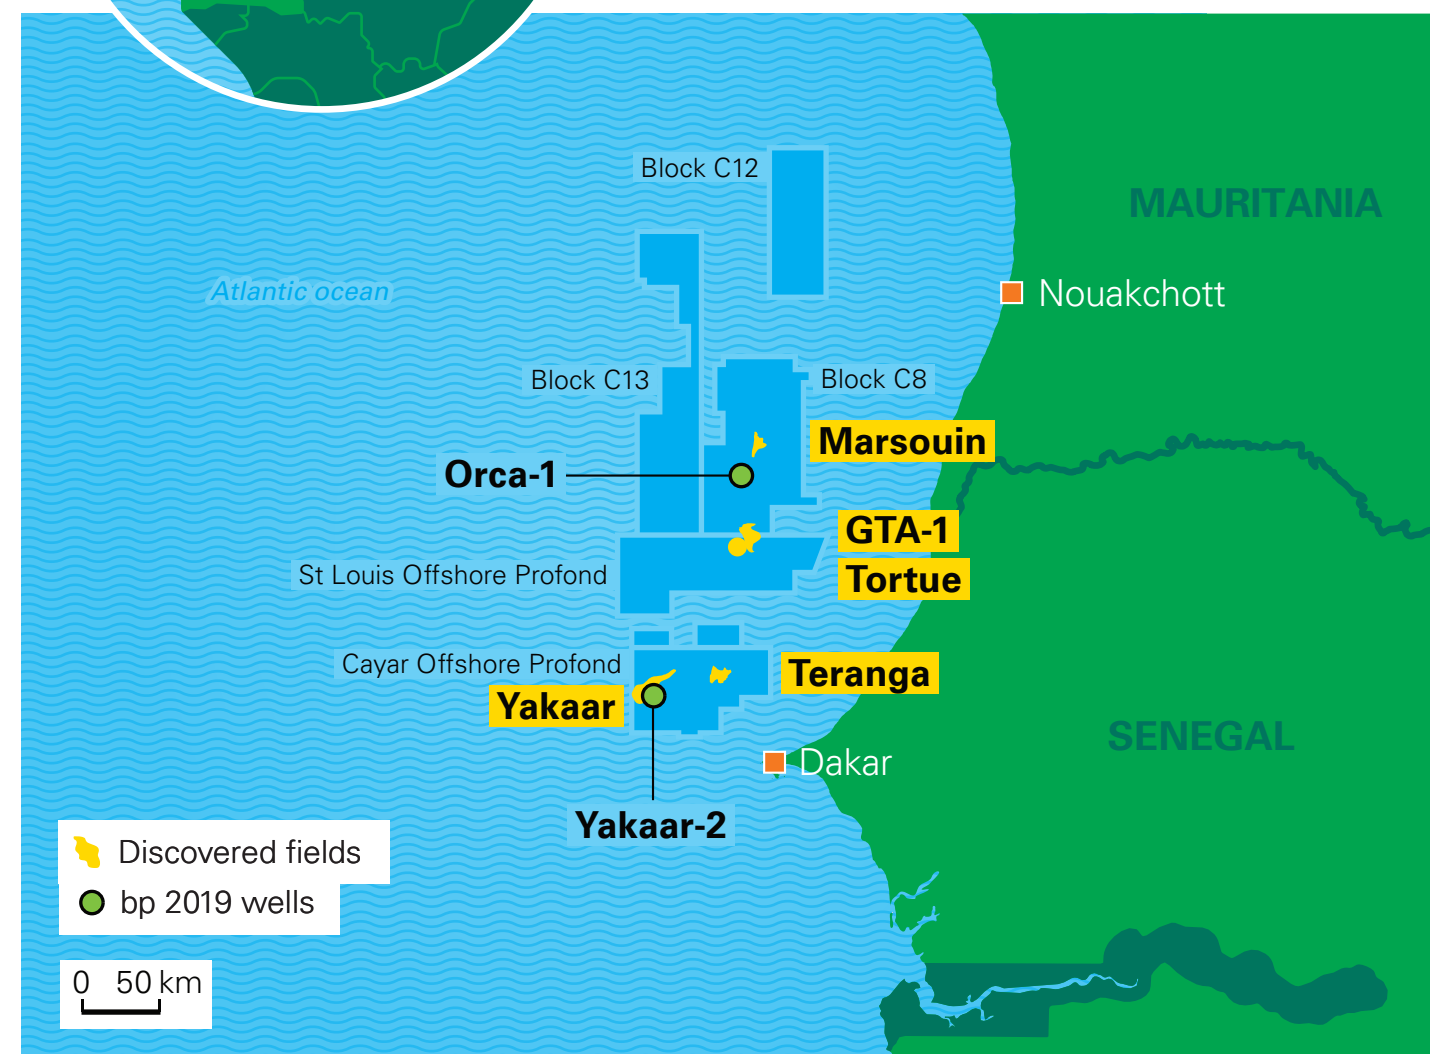 Block C12
MAURITANIA
Atlantic ocean
Nouakchott
Block C13
Block C8
Marsouin
Orca-1
GTA-1
St Louis Offshore Profond
Tortue
Cayar Offshore Profond
Teranga
Yakaar
SENEGAL
Dakar
Yakaar-2
Discovered fields
bp 2019 wells
0 50 km